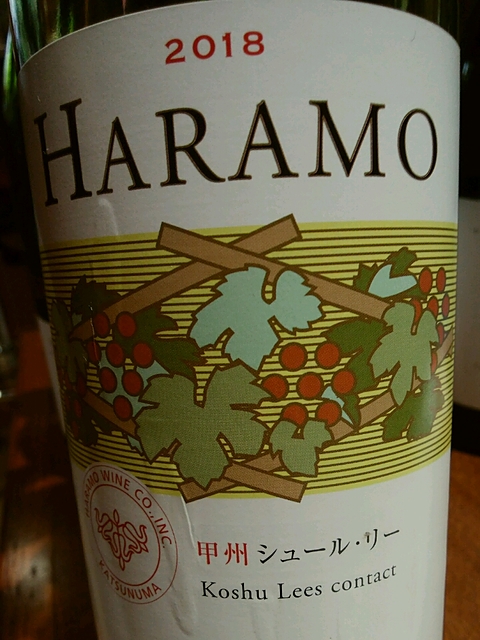 2018
HARAMO
HARAMO WINE CO., INC.
KATSUNUMA
甲州 シュール・リー
Koshu Lees contact